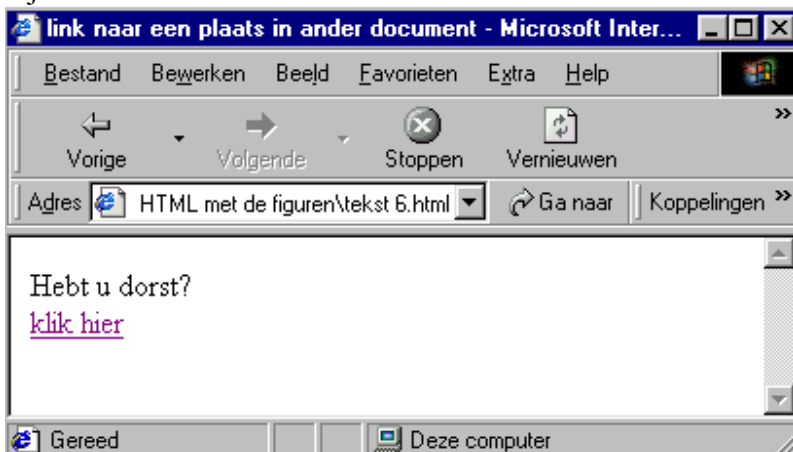 link naar een plaats in ander document - Microsoft Inter...
Bestand Bewerken Beeld Favorieten Extra Help
Vorige Volgende Stoppen Vernieuwen »
Adres HTML met de figuren\tekst 6.html Ga naar Koppelingen »
Hebt u dorst?
klik hier
Gereed Deze computer